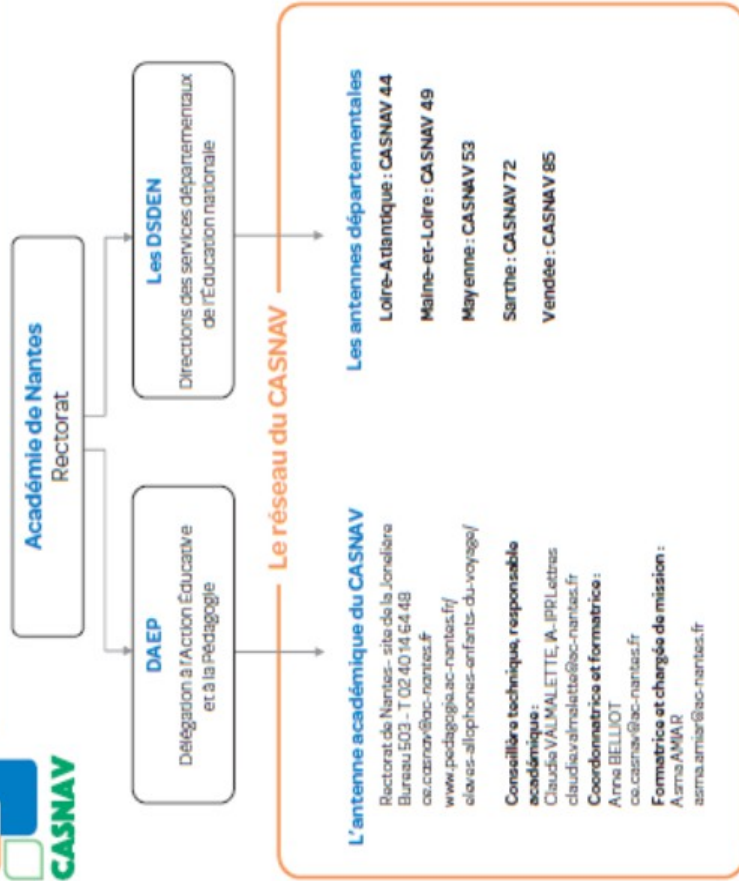 CASNAV
Académie de Nantes
Rectorat
DAEP
Délégation à l'Action Éducative
et à la Pédagogie
Les DSDEN
Directions des services départementaux
de l'Éducation nationale
Le réseau du CASNAV
L'antenne académique du CASNAV
Rectorat de Nantes - site de la Jonelière
Bureau 503 - T 02 40 14 64 48
ce.casnav@ac-nantes.fr
www.pedagogie.ac-nantes.fr/
eleves-allophones-enfants-du-voyage/
Conseillère technique, responsable
académique :
Claudie VALMALETTE, IA-IPR Lettres
claudie.valmalette@ac-nantes.fr
Coordonnatrice et formatrice :
Anne BELLIOT
ce.casnav@ac-nantes.fr
Formatrice et chargée de mission :
Asma AMIAR
asma.amiar@ac-nantes.fr
Les antennes départementales
Loire-Atlantique : CASNAV 44
Maine-et-Loire : CASNAV 49
Mayenne : CASNAV 53
Sarthe : CASNAV 72
Vendée : CASNAV 85